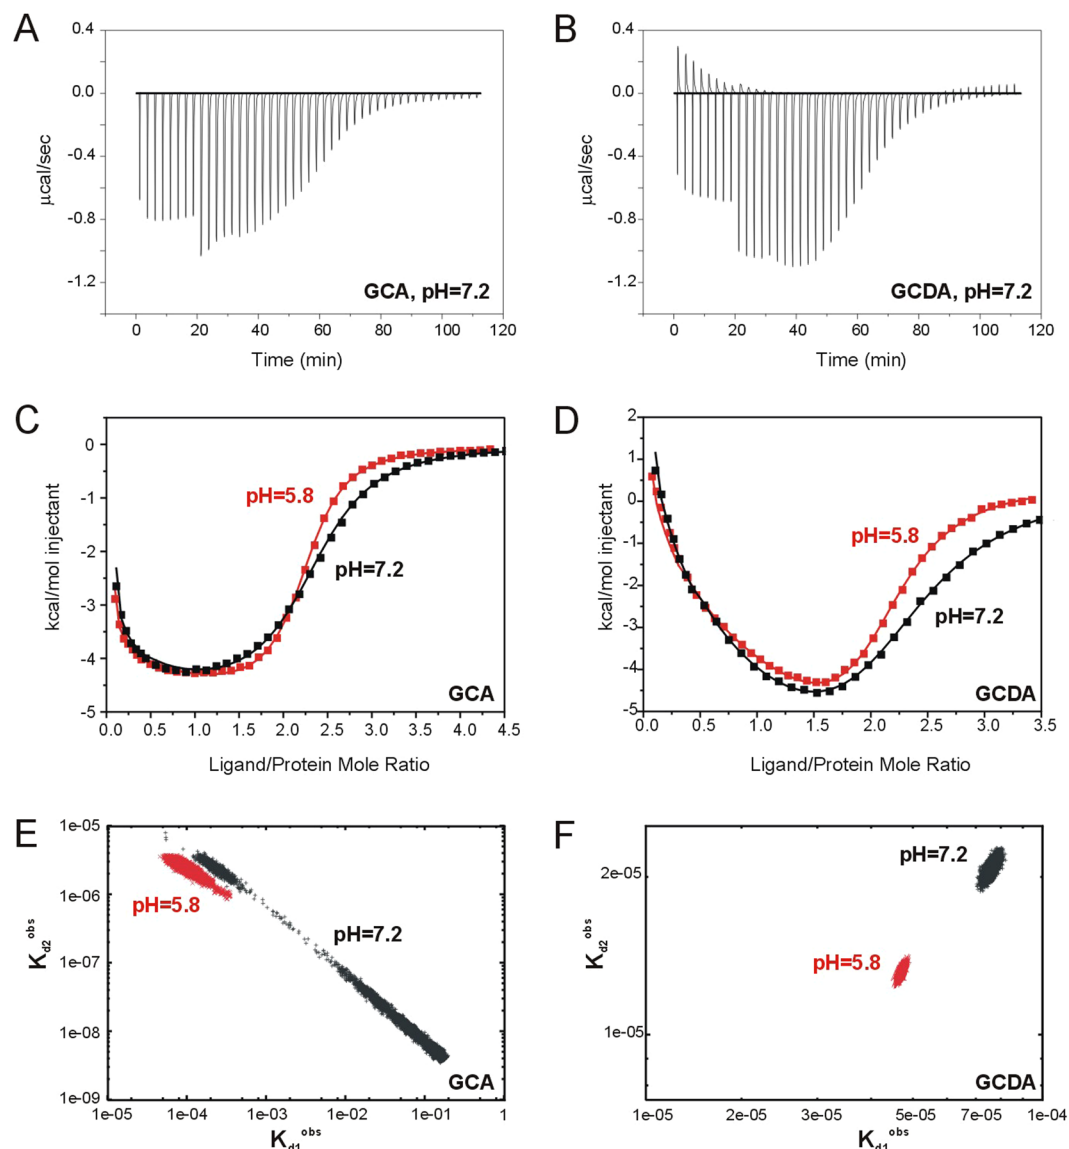 A
B
0.4
0.0
-0.4
-0.8
-1.2
µcal/sec
GCA, pH=7.2
0 20 40 60 80 100 120
Time (min)
0.4
0.0
-0.4
-0.8
-1.2
µcal/sec
GCDA, pH=7.2
0 20 40 60 80 100 120
Time (min)
C
0
-1
-2
-3
-4
-5
kcal/mol injectant
pH=5.8
pH=7.2
GCA
0.0 0.5 1.0 1.5 2.0 2.5 3.0 3.5 4.0 4.5
Ligand/Protein Mole Ratio
D
2
1
0
-1
-2
-3
-4
-5
kcal/mol injectant
pH=5.8
pH=7.2
GCDA
0.0 0.5 1.0 1.5 2.0 2.5 3.0 3.5
Ligand/Protein Mole Ratio
E
1e-05
1e-06
1e-07
1e-08
1e-09
Kd2obs
pH=5.8
pH=7.2
GCA
1e-05 1e-04 1e-03 1e-02 1e-01 1
Kd1obs
F
2e-05
1e-05
Kd2obs
pH=7.2
pH=5.8
GCDA
1e-05 2e-05 3e-05 5e-05 7e-05 1e-04
Kd1obs